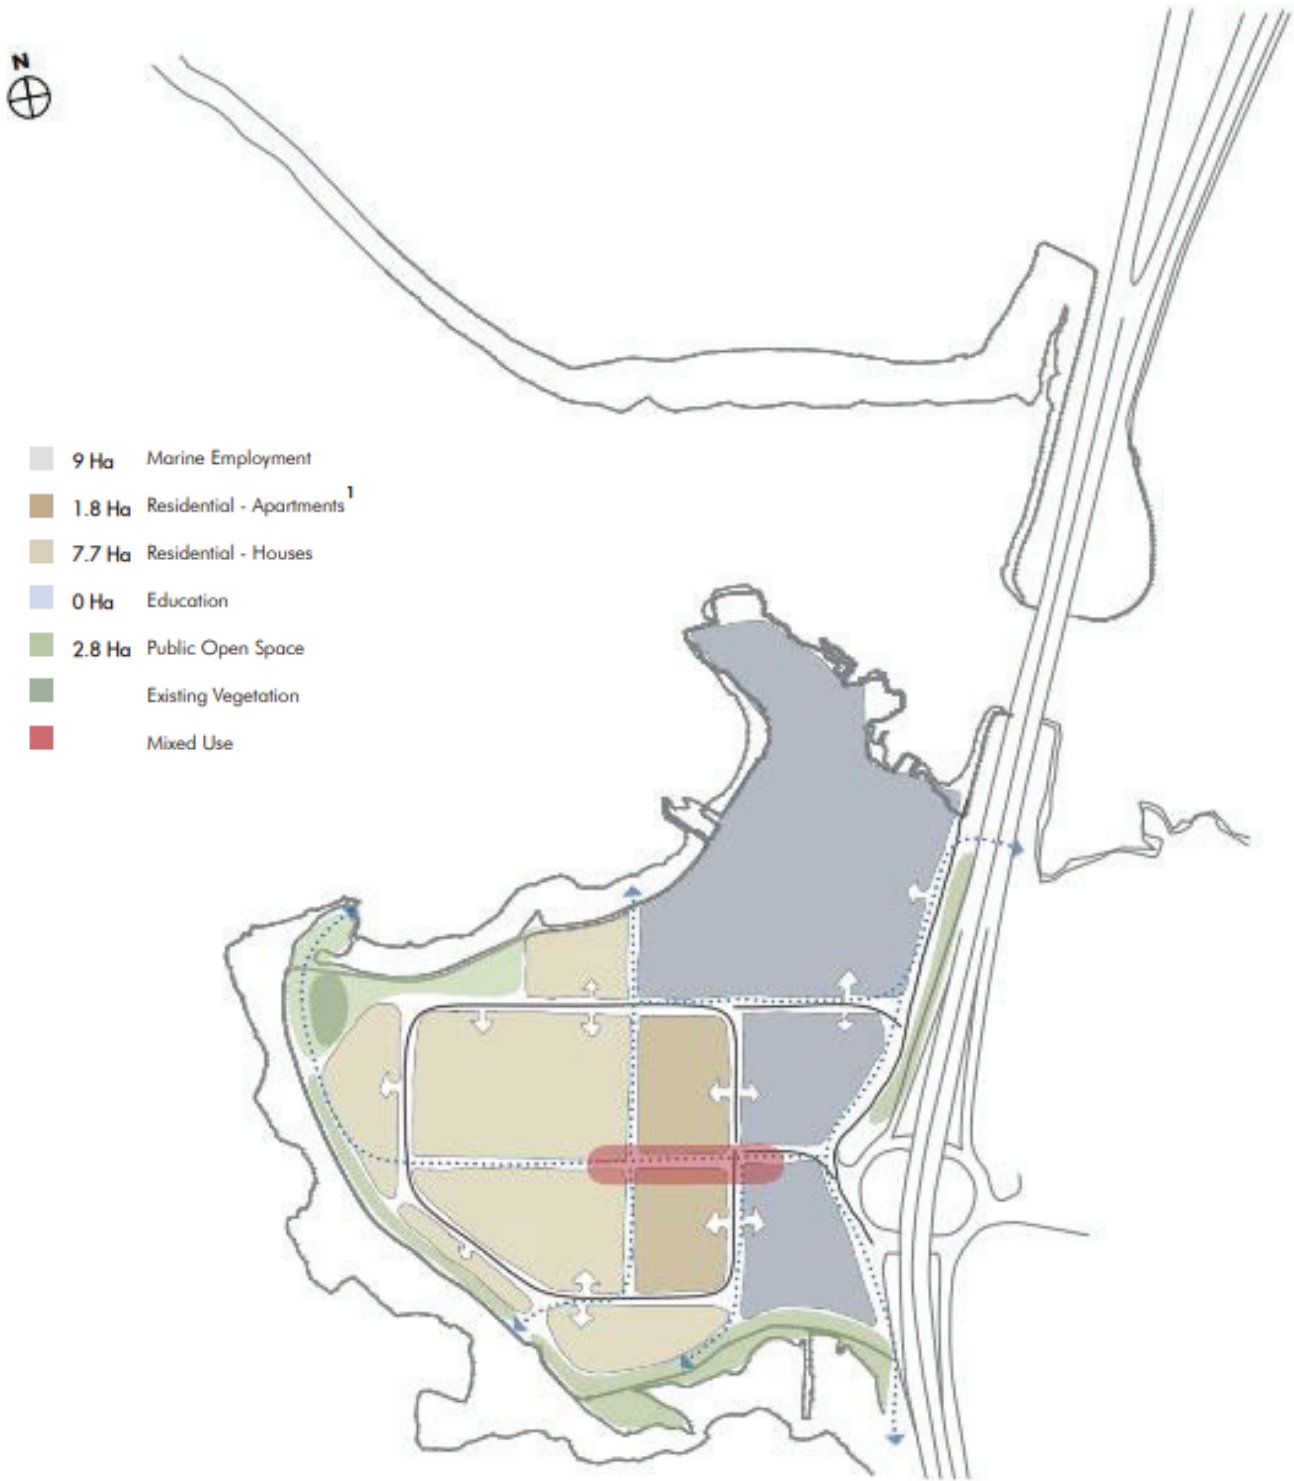 N
9 Ha Marine Employment
1.8 Ha Residential - Apartments1
7.7 Ha Residential - Houses
0 Ha Education
2.8 Ha Public Open Space
Existing Vegetation
Mixed Use